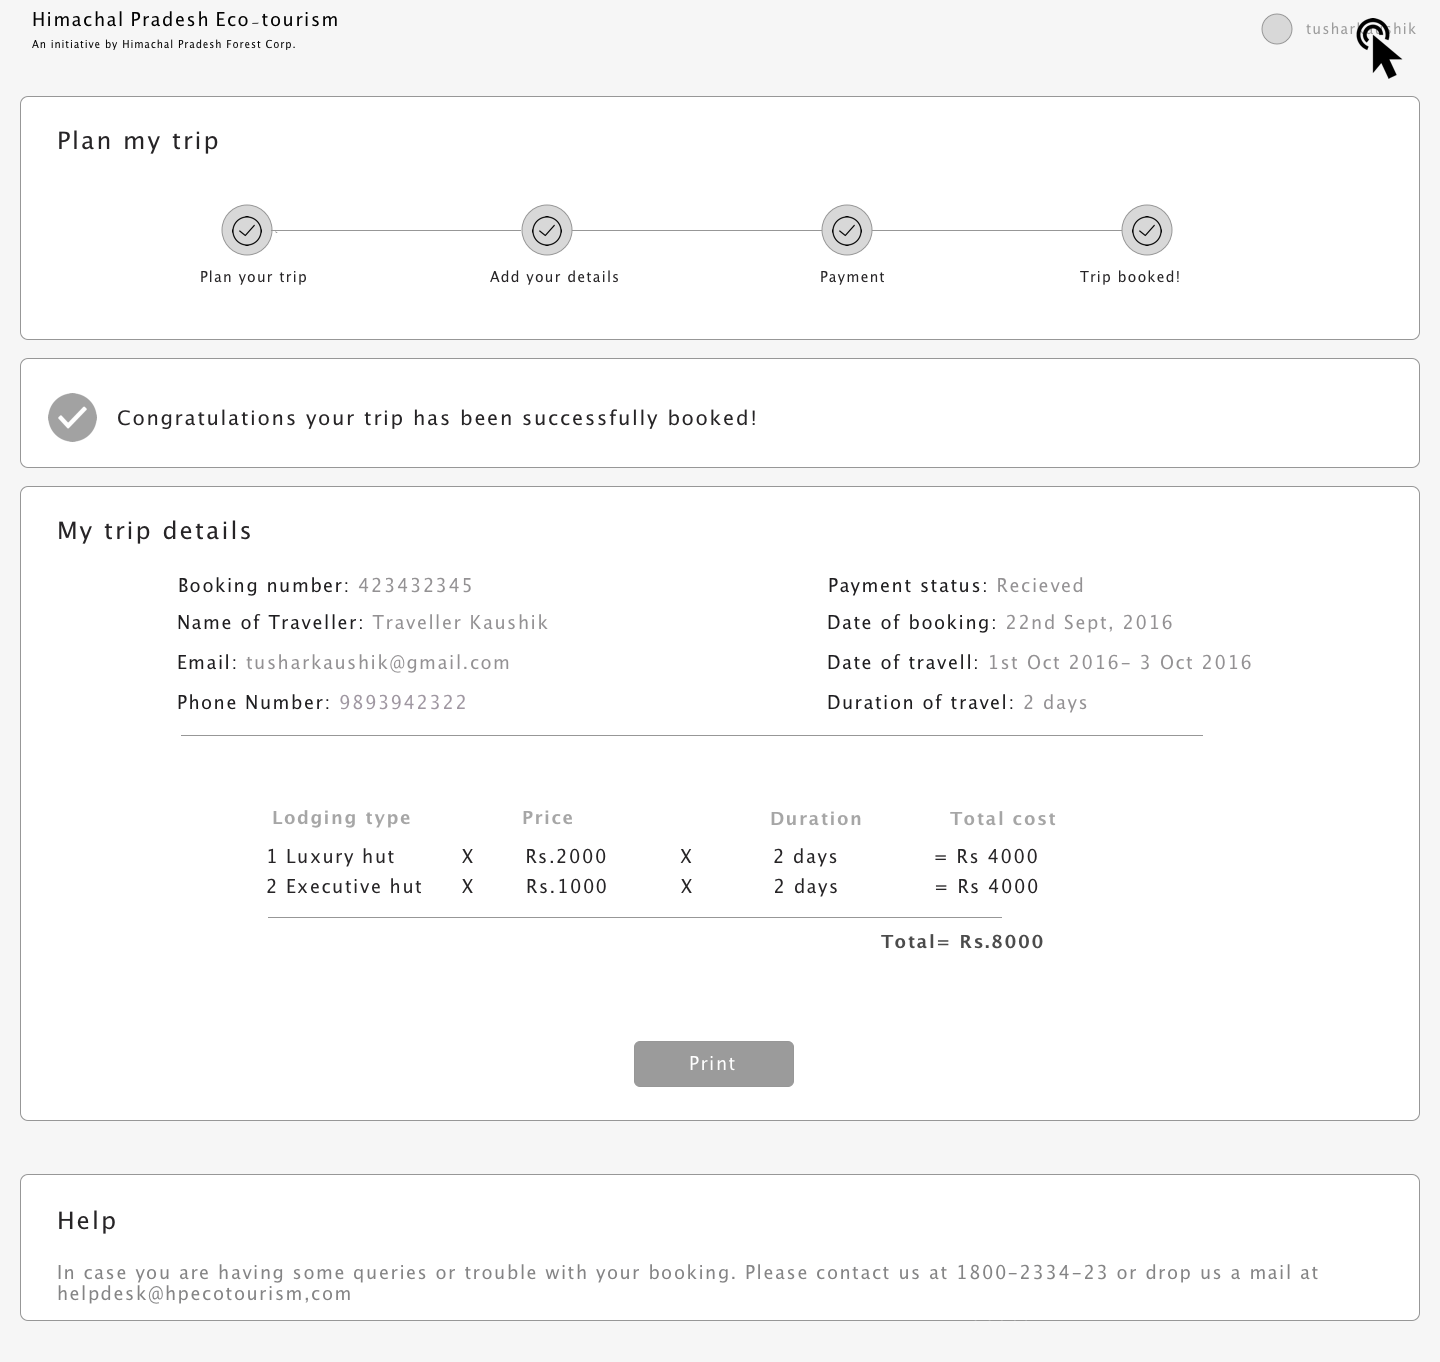 Himachal Pradesh Eco-tourism
An initiative by Himachal Pradesh Forest Corp.
Plan my trip
Plan your trip Add your details Payment Trip booked!
Congratulations your trip has been successfully booked!
My trip details
Booking number: 423432345 Payment status: Recieved
Name of Traveller: Traveller Kaushik Date of booking: 22nd Sept, 2016
Email: tusharkaushik@gmail.com Date of travell: 1st Oct 2016- 3 Oct 2016
Phone Number: 9893942322 Duration of travel: 2 days
Lodging type Price Duration Total cost
1 Luxury hut X Rs.2000 X 2 days = Rs 4000
2 Executive hut X Rs.1000 X 2 days = Rs 4000
Total= Rs.8000
Print
Help
In case you are having some queries or trouble with your booking. Please contact us at 1800-2334-23 or drop us a mail at
helpdesk@hpecotourism,com